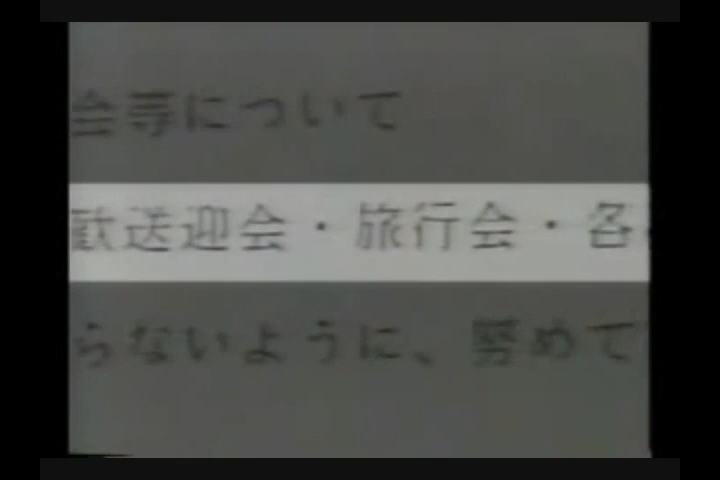 会等について
歓送迎会・旅行会・各
らないように、努めて